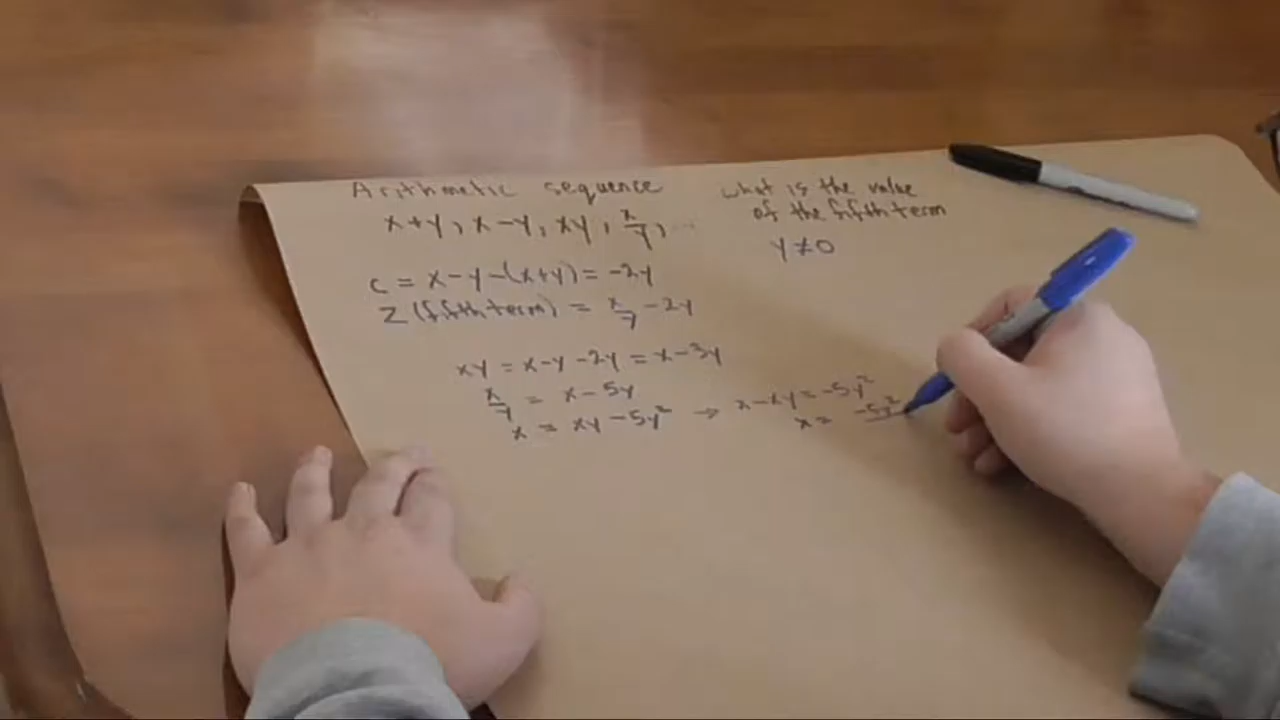 Arithmetic sequence
x+y, x-y, xy, x/y,
what is the value
of the fifth term
y≠0
c = x-y-(x+y) = -2y
Z (fifth term) = x/y - 2y
xy = x-y-2y = x-3y
x/y = x-5y
x = xy-5y² → x-xy = -5y²
x = -5y²